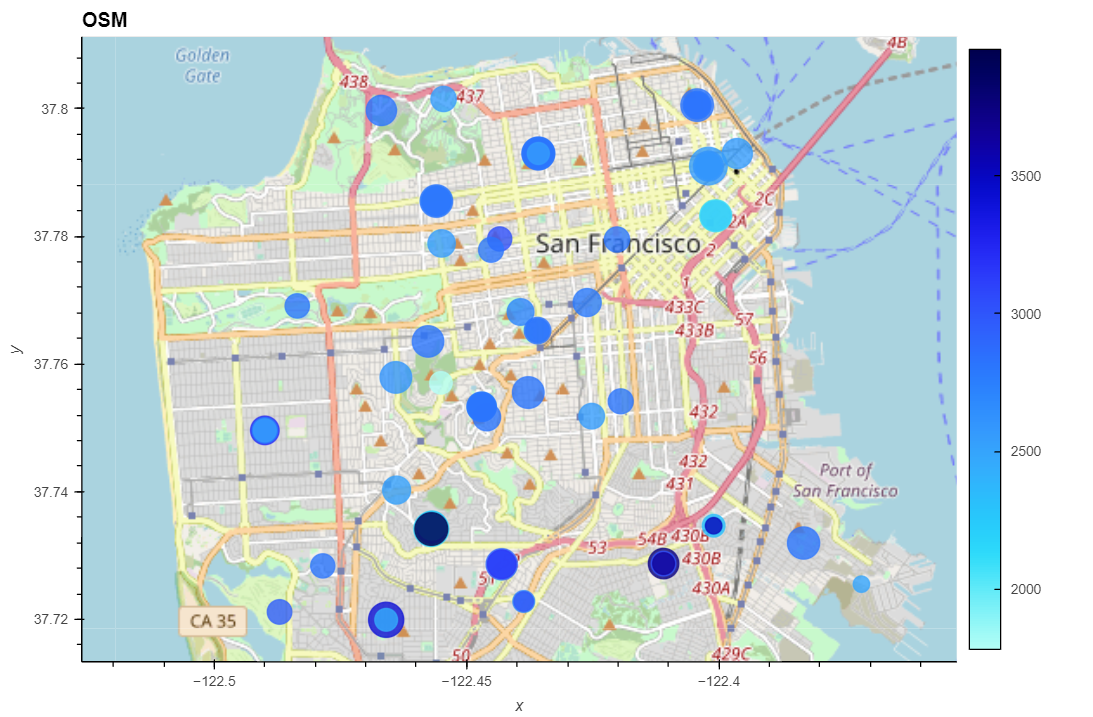 OSM
Golden
Gate
4B
438
437
37.8
3500
2C
37.78
2A
San Francisco
2
1
433C
57
433B
3000
y
37.76
56
432
2500
432
Port of
San Francisco
431
37.74
54B
430B
53
430B
51
430A
2000
CA 35
37.72
50
429C
−122.5
−122.45
−122.4
x